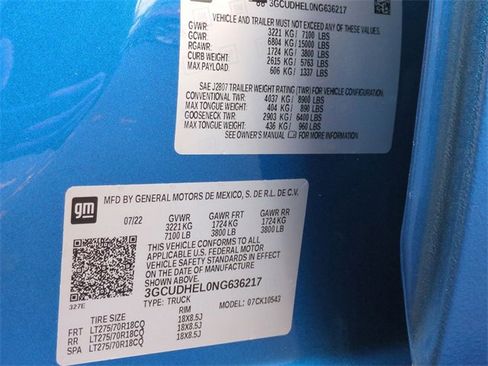 3GCUDHEL0NG636217
VEHICLE AND TRAILER MUST NOT EXCEED ANY OF THESE VALUES
GVWR: 3221 KG/ 7100 LBS
GCWR: 6804 KG/15000 LBS
RGAWR: 1724 KG/ 3800 LBS
CURB WEIGHT: 2615 KG/ 5763 LBS
MAX PAYLOAD: 606 KG/ 1337 LBS
SAE J2807 TRAILER WEIGHT RATING (TWR) FOR VEHICLE CONFIGURATION:
CONVENTIONAL TWR: 4037 KG/ 8900 LBS
MAX TONGUE WEIGHT: 404 KG/ 890 LBS
GOOSENECK TWR: 2903 KG/ 6400 LBS
MAX TONGUE WEIGHT: 436 KG/ 960 LBS
SEE OWNER'S MANUAL FOR MORE INFORMATION.
gm
MFD BY GENERAL MOTORS DE MEXICO, S. DE R.L. DE C.V.
07/22 GVWR GAWR FRT GAWR RR
3221 KG 1724 KG 1724 KG
7100 LB 3800 LB 3800 LB
THIS VEHICLE CONFORMS TO ALL
APPLICABLE U.S. FEDERAL MOTOR
VEHICLE SAFETY STANDARDS IN EFFECT
ON THE DATE OF MANUFACTURE SHOWN ABOVE.
3GCUDHEL0NG636217
327E
TYPE: TRUCK MODEL: 07CK10543
TIRE SIZE RIM
FRT LT275/70R18CQ 18X8.5J
RR LT275/70R18CQ 18X8.5J
SPA LT275/70R18CQ 18X8.5J